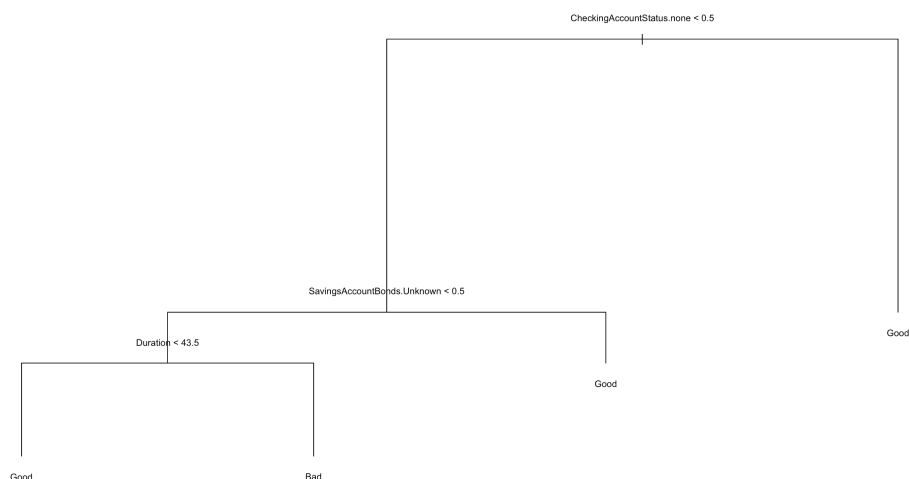 CheckingAccountStatus.none < 0.5
SavingsAccountBonds.Unknown < 0.5
Good
Duration < 43.5
Good
Good
Bad